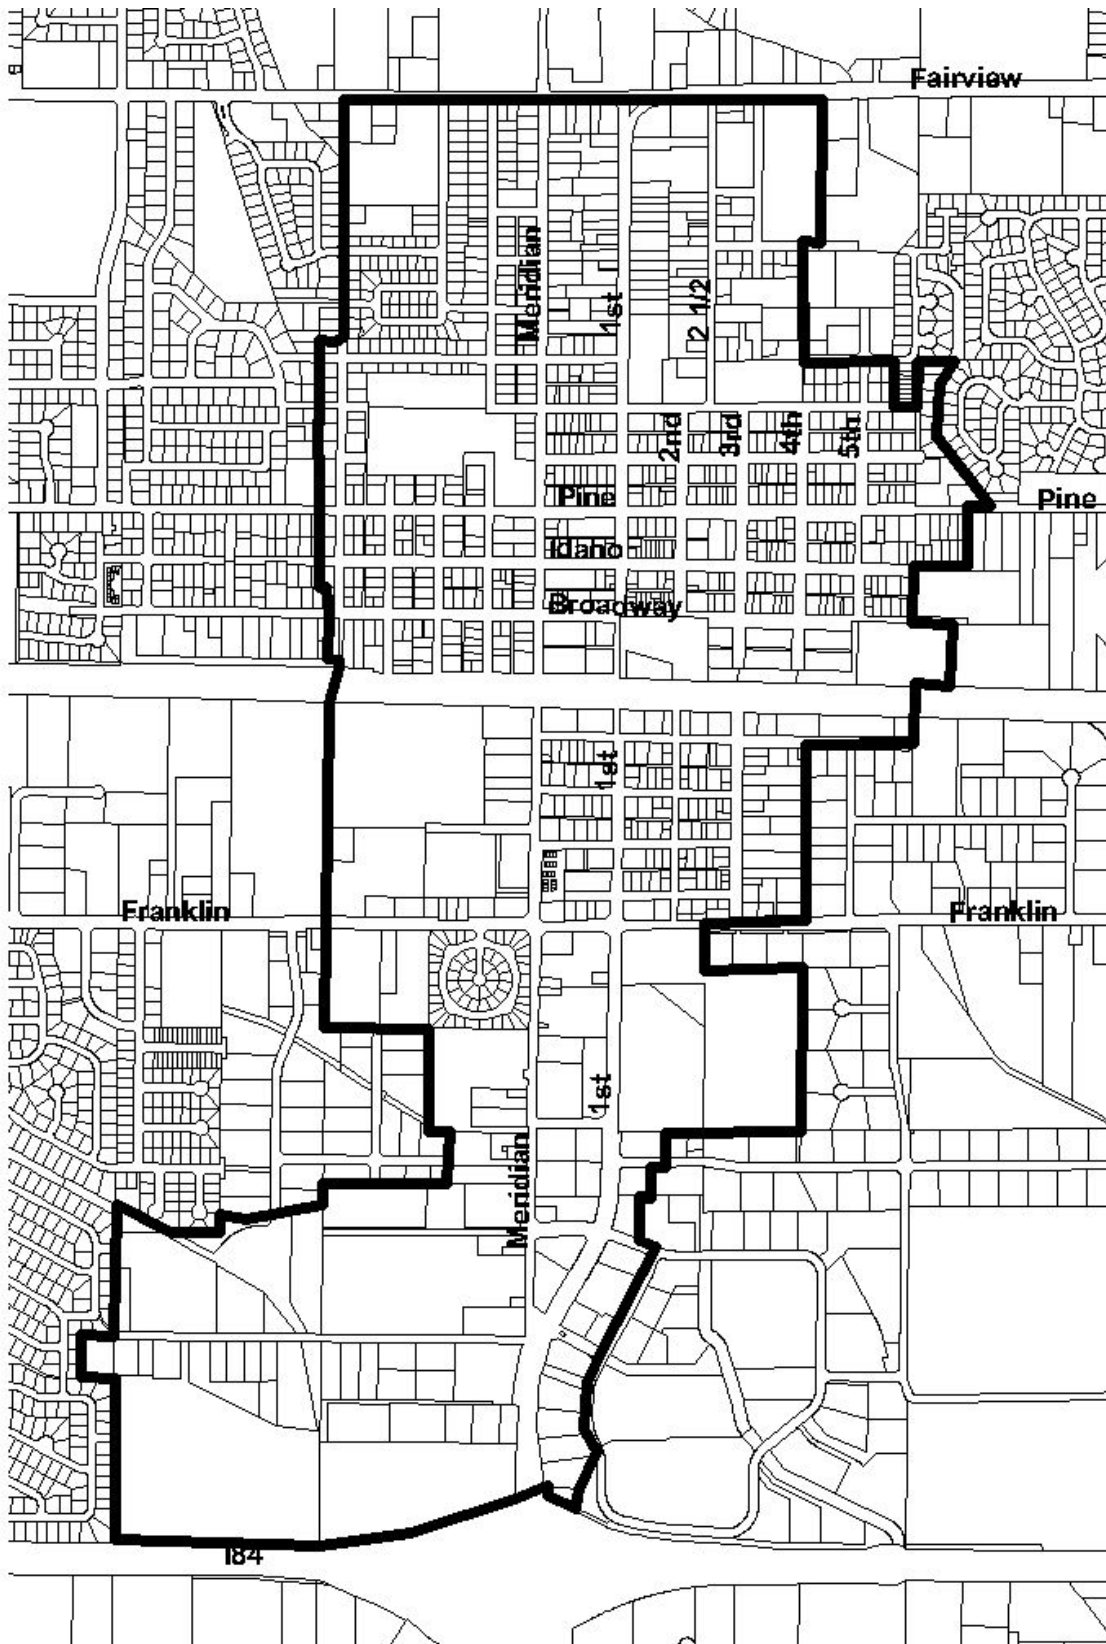 Fairview
Meridian
1st
2 1/2
2nd
3rd
4th
5th
Pine
Pine
Idaho
Broadway
1st
Franklin
Franklin
1st
Meridian
I84